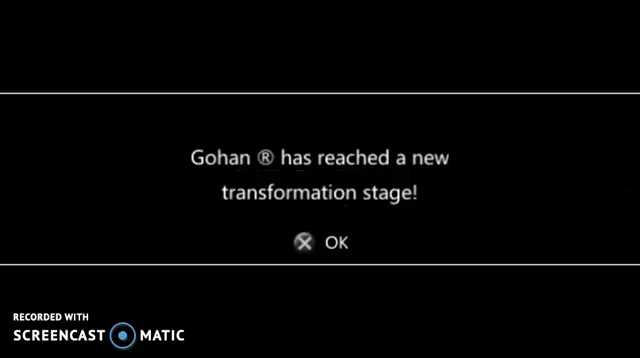 Gohan ® has reached a new
transformation stage!
OK
RECORDED WITH
SCREENCAST MATIC